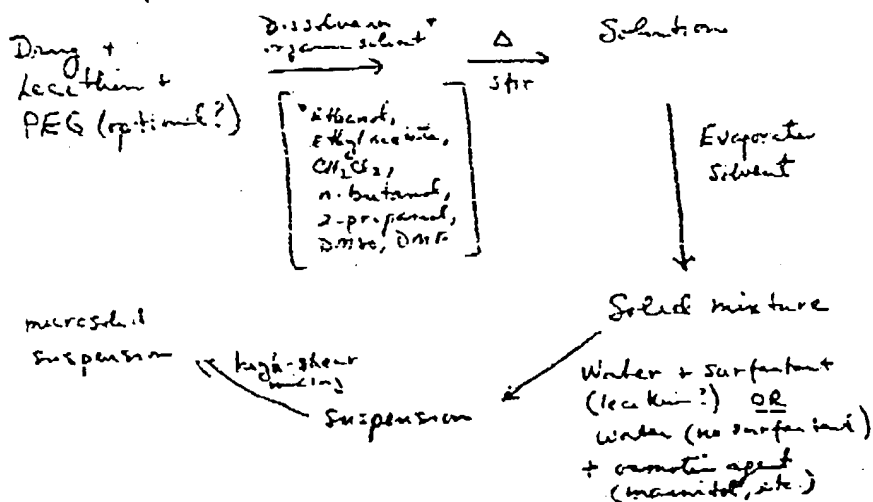 Drug +
Lecithin +
PEG (optional?)
Dissolve in
organic solvent*
[*Ethanol,
Ethyl acetate,
CH2Cl2,
n-butanol,
2-propanol,
DMSO, DMF]
Δ
stir
Solution
Evaporate
Solvent
Solid mixture
Water + surfactant
(lecithin?) OR
water (no surfactant)
+ osmotic agent
(mannitol, etc.)
suspension
high-shear
mixing
suspension